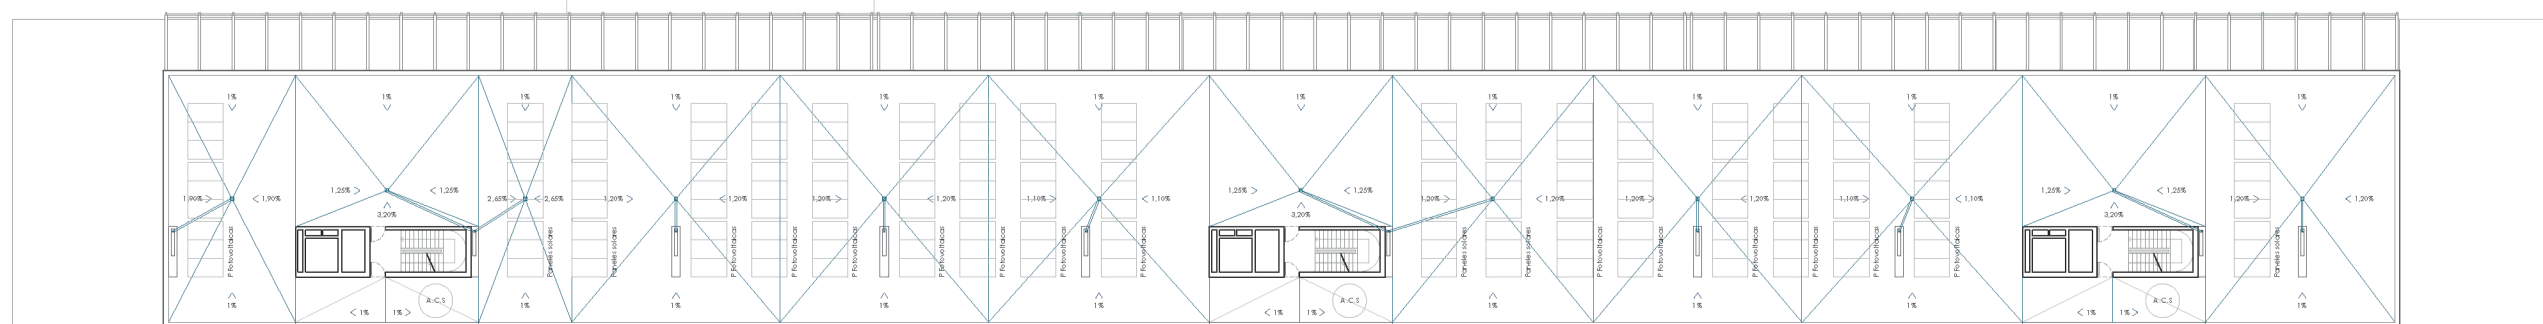 1% 1% 1% 1% 1% 1% 1% 1% 1% 1% 1% 1%
1,90% 1,90% 1,25% 1,25% 2,65% 2,65% 1,20% 1,20% 1,20% 1,20% 1,10% 1,10% 1,25% 1,25% 1,20% 1,20% 1,20% 1,20% 1,10% 1,10% 1,25% 1,25% 1,20% 1,20%
3,20% 3,20% 3,20%
P.Fotovoltaicas Paneles solares Paneles solares P.Fotovoltaicas P.Fotovoltaicas P.Fotovoltaicas P.Fotovoltaicas P.Fotovoltaicas P.Fotovoltaicas Paneles solares Paneles solares P.Fotovoltaicas P.Fotovoltaicas P.Fotovoltaicas P.Fotovoltaicas P.Fotovoltaicas P.Fotovoltaicas Paneles solares
A.C.S A.C.S A.C.S
1% 1% 1% 1% 1% 1% 1% 1% 1%
1% 1% 1% 1% 1% 1%